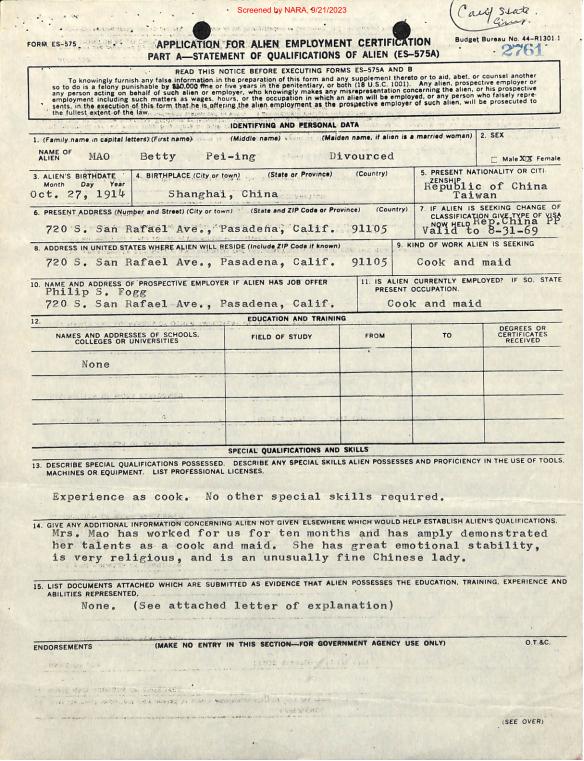 Screened by NARA, 9/21/2023
Calif State
FORM ES-575
APPLICATION FOR ALIEN EMPLOYMENT CERTIFICATION
Budget Bureau No. 44-R1301.1
PART A—STATEMENT OF QUALIFICATIONS OF ALIEN (ES-575A)
2761
READ THIS NOTICE BEFORE EXECUTING FORMS ES-575A AND B
To knowingly furnish any false information in the preparation of this form and any supplement thereto or to aid, abet, or counsel another
so to do is a felony punishable by $10,000 fine or five years in the penitentiary, or both (18 U.S.C. 1001). Any alien, prospective employer or
any person acting on behalf of such alien or employer, who knowingly makes any misrepresentation concerning the alien, or his prospective
employment including such matters as wages, hours, or the occupation in which an alien will be employed, or any person who falsely repre-
sents, in the execution of this form that he is offering the alien employment as the prospective employer of such alien, will be prosecuted to
the fullest extent of the law.
IDENTIFYING AND PERSONAL DATA
1. (Family name in capital letters) (First name) (Middle name) (Maiden name, if alien is a married woman)
2. SEX
NAME OF ALIEN MAO Betty Pei-ing Divourced
Male XX Female
3. ALIEN'S BIRTHDATE
Month Day Year
Oct. 27, 1914
4. BIRTHPLACE (City or town) (State or Province) (Country)
Shanghai, China
5. PRESENT NATIONALITY OR CITI-
ZENSHIP
Republic of China
Taiwan
6. PRESENT ADDRESS (Number and Street) (City or town) (State and ZIP Code or Province) (Country)
720 S. San Rafael Ave., Pasadena, Calif. 91105
7. IF ALIEN IS SEEKING CHANGE OF
CLASSIFICATION GIVE TYPE OF VISA
NOW HELD Rep. China PP
Valid to 8-31-69
8. ADDRESS IN UNITED STATES WHERE ALIEN WILL RESIDE (Include ZIP Code if known)
720 S. San Rafael Ave., Pasadena, Calif. 91105
9. KIND OF WORK ALIEN IS SEEKING
Cook and maid
10. NAME AND ADDRESS OF PROSPECTIVE EMPLOYER IF ALIEN HAS JOB OFFER
Philip S. Fogg
720 S. San Rafael Ave., Pasadena, Calif.
11. IS ALIEN CURRENTLY EMPLOYED? IF SO, STATE
PRESENT OCCUPATION.
Cook and maid
12. EDUCATION AND TRAINING
NAMES AND ADDRESSES OF SCHOOLS,
COLLEGES OR UNIVERSITIES
FIELD OF STUDY
FROM
TO
DEGREES OR
CERTIFICATES
RECEIVED
None
SPECIAL QUALIFICATIONS AND SKILLS
13. DESCRIBE SPECIAL QUALIFICATIONS POSSESSED. DESCRIBE ANY SPECIAL SKILLS ALIEN POSSESSES AND PROFICIENCY IN THE USE OF TOOLS,
MACHINES OR EQUIPMENT. LIST PROFESSIONAL LICENSES.
Experience as cook. No other special skills required.
14. GIVE ANY ADDITIONAL INFORMATION CONCERNING ALIEN NOT GIVEN ELSEWHERE WHICH WOULD HELP ESTABLISH ALIEN'S QUALIFICATIONS.
Mrs. Mao has worked for us for ten months and has amply demonstrated
her talents as a cook and maid. She has great emotional stability,
is very religious, and is an unusually fine Chinese lady.
15. LIST DOCUMENTS ATTACHED WHICH ARE SUBMITTED AS EVIDENCE THAT ALIEN POSSESSES THE EDUCATION, TRAINING, EXPERIENCE AND
ABILITIES REPRESENTED.
None. (See attached letter of explanation)
ENDORSEMENTS (MAKE NO ENTRY IN THIS SECTION—FOR GOVERNMENT AGENCY USE ONLY) O.T.&C.
(SEE OVER)